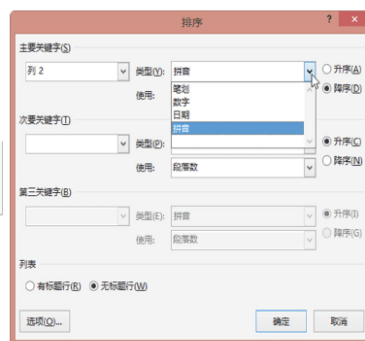 排序 ? ×
主要关键字(S)
列 2 类型(Y): 拼音 升序(A)
使用: 笔划 降序(D)
数字
日期
拼音
次要关键字(T)
类型(P): 升序(C)
使用: 段落数 降序(N)
第三关键字(B)
类型(E): 拼音 升序(I)
使用: 段落数 降序(G)
列表
有标题行(R) 无标题行(W)
选项(O)... 确定 取消